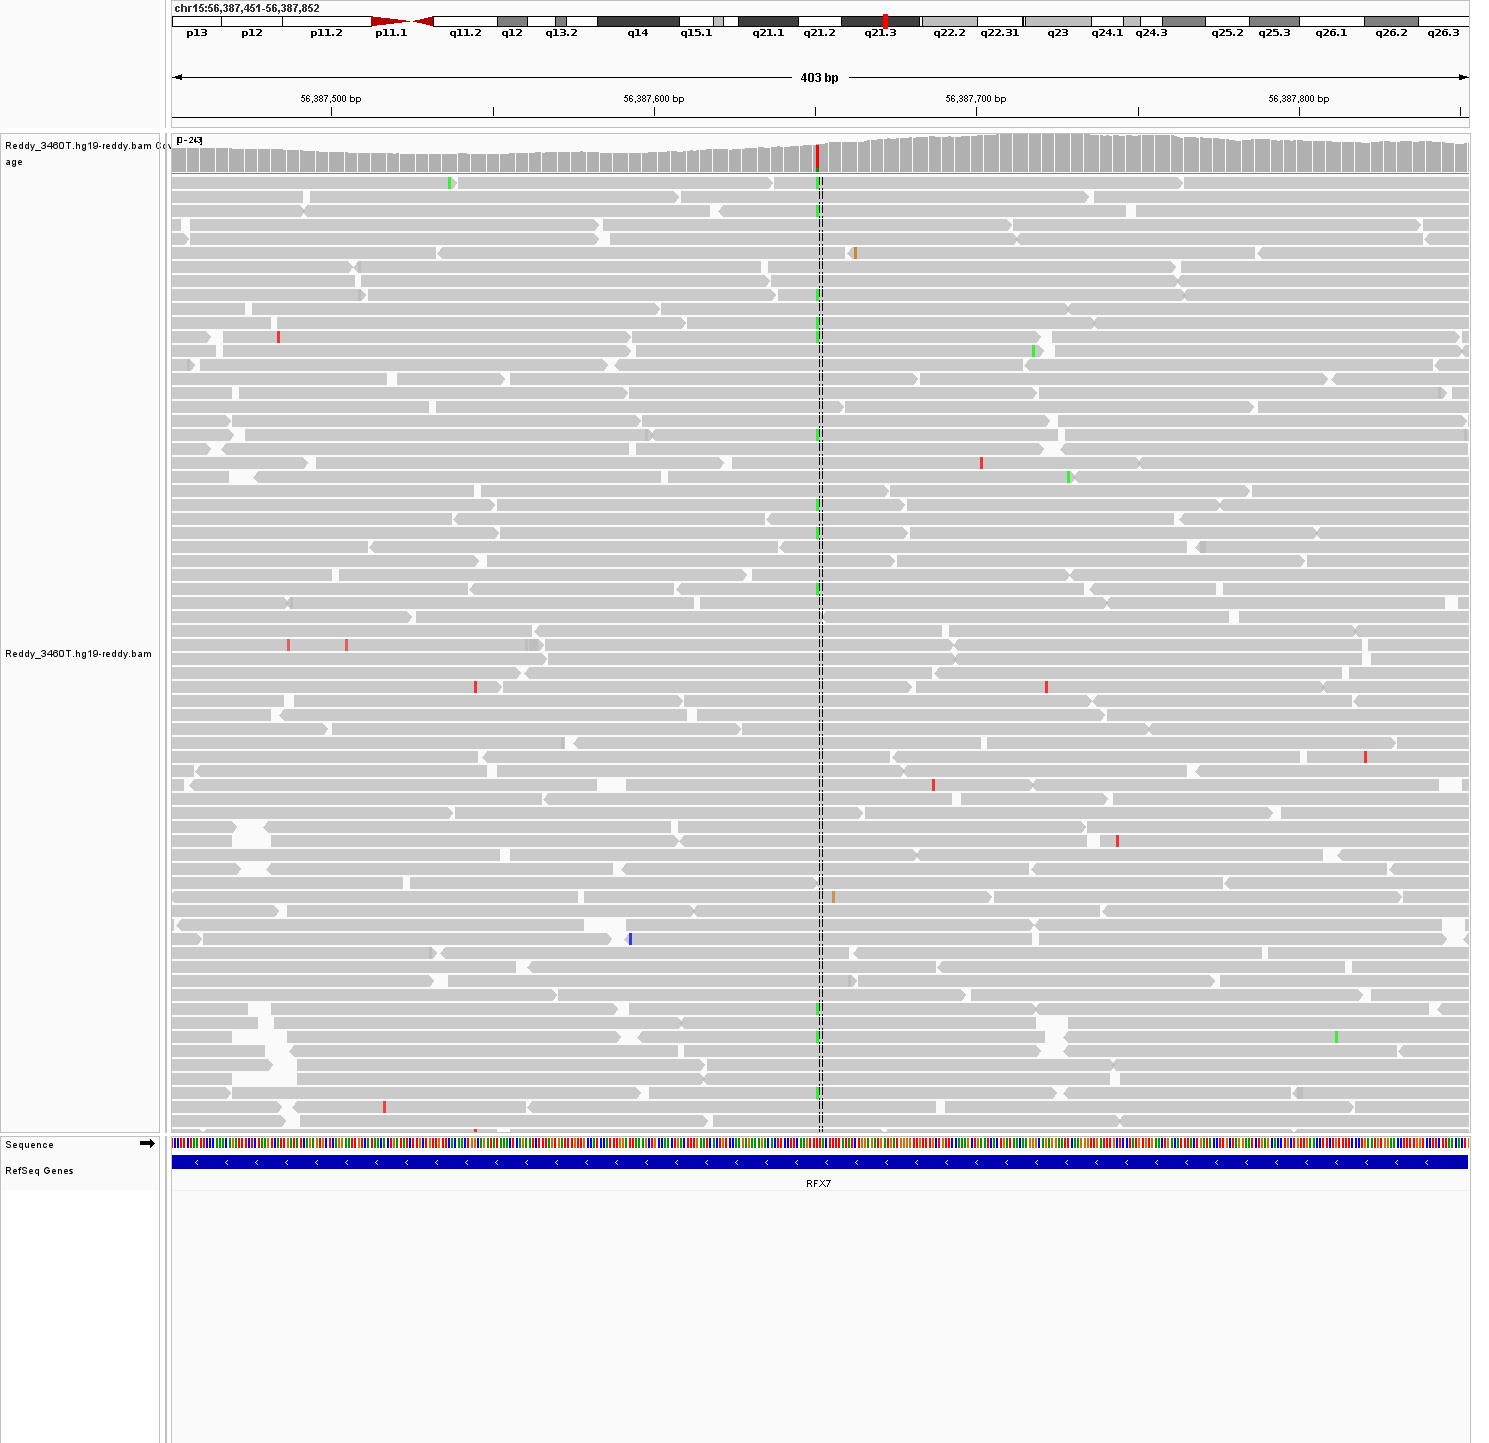 chr15:56,387,451-56,387,852
p13 p12 p11.2 p11.1 q11.2 q12 q13.2 q14 q15.1 q21.1 q21.2 q21.3 q22.2 q22.31 q23 q24.1 q24.3 q25.2 q25.3 q26.1 q26.2 q26.3
403 bp
56,387,500 bp 56,387,600 bp 56,387,700 bp 56,387,800 bp
[0-243]
Reddy_3460T.hg19-reddy.bam Cov
age
Reddy_3460T.hg19-reddy.bam
Sequence
RefSeq Genes
RFX7